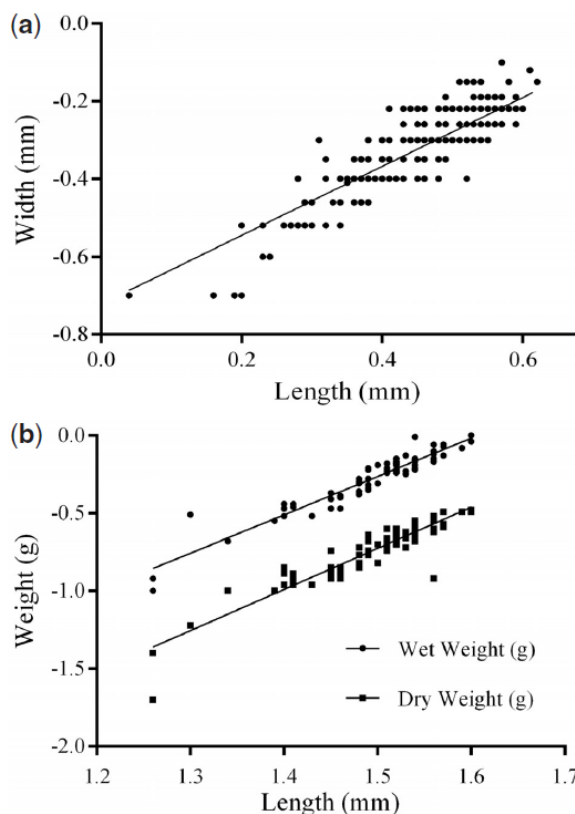 (a)
0.0
-0.2
-0.4
-0.6
-0.8
Width (mm)
0.0 0.2 0.4 0.6
Length (mm)
(b)
0.0
-0.5
-1.0
-1.5
-2.0
Weight (g)
Wet Weight (g)
Dry Weight (g)
1.2 1.3 1.4 1.5 1.6 1.7
Length (mm)